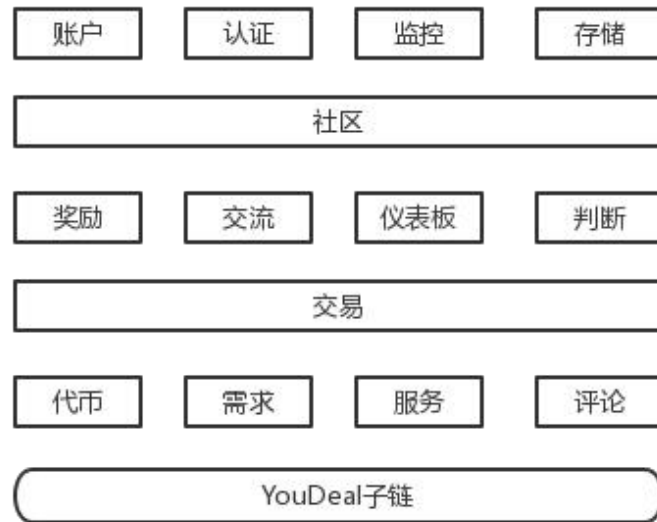 账户 认证 监控 存储
社区
奖励 交流 仪表板 判断
交易
代币 需求 服务 评论
YouDeal子链